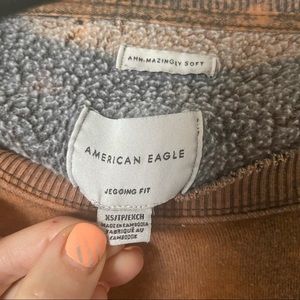 AHH-MAZINGLY SOFT
AMERICAN EAGLE
JEGGING FIT
XS/TP/EXCH
MADE IN CAMBODIA
FABRIQUÉ AU
CAMBODGE